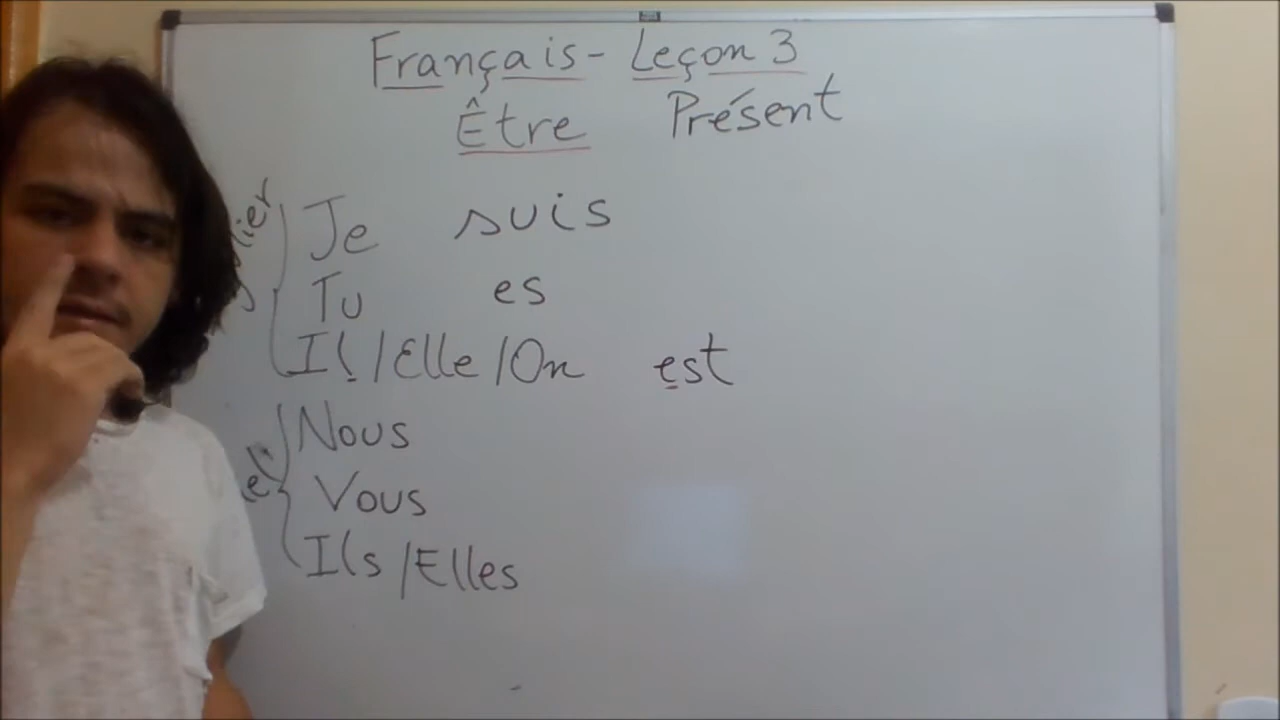 Français - Leçon 3
Être Présent
Je suis
Tu es
Il/Elle/On est
Nous
Vous
Ils/Elles